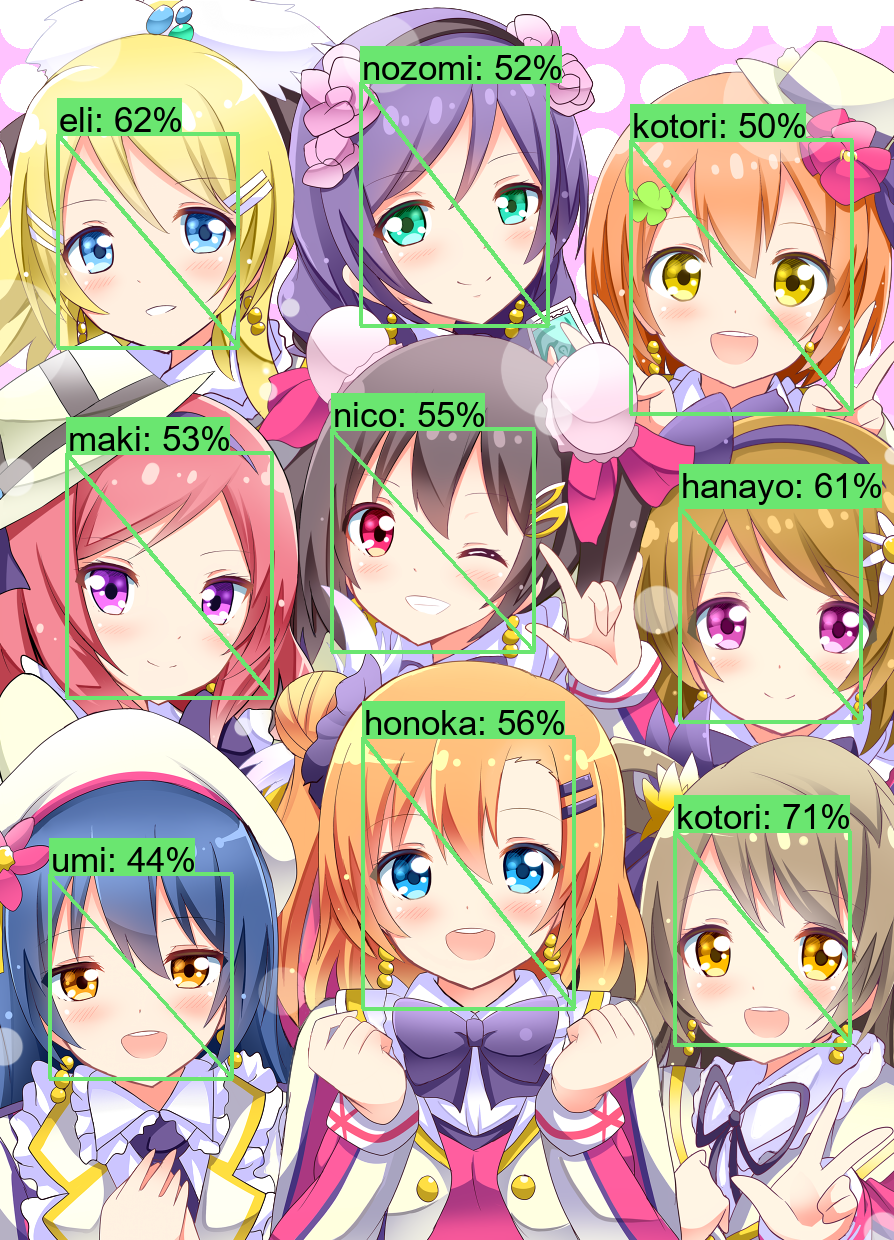 nozomi: 52%
eli: 62%
kotori: 50%
nico: 55%
maki: 53%
hanayo: 61%
honoka: 56%
kotori: 71%
umi: 44%